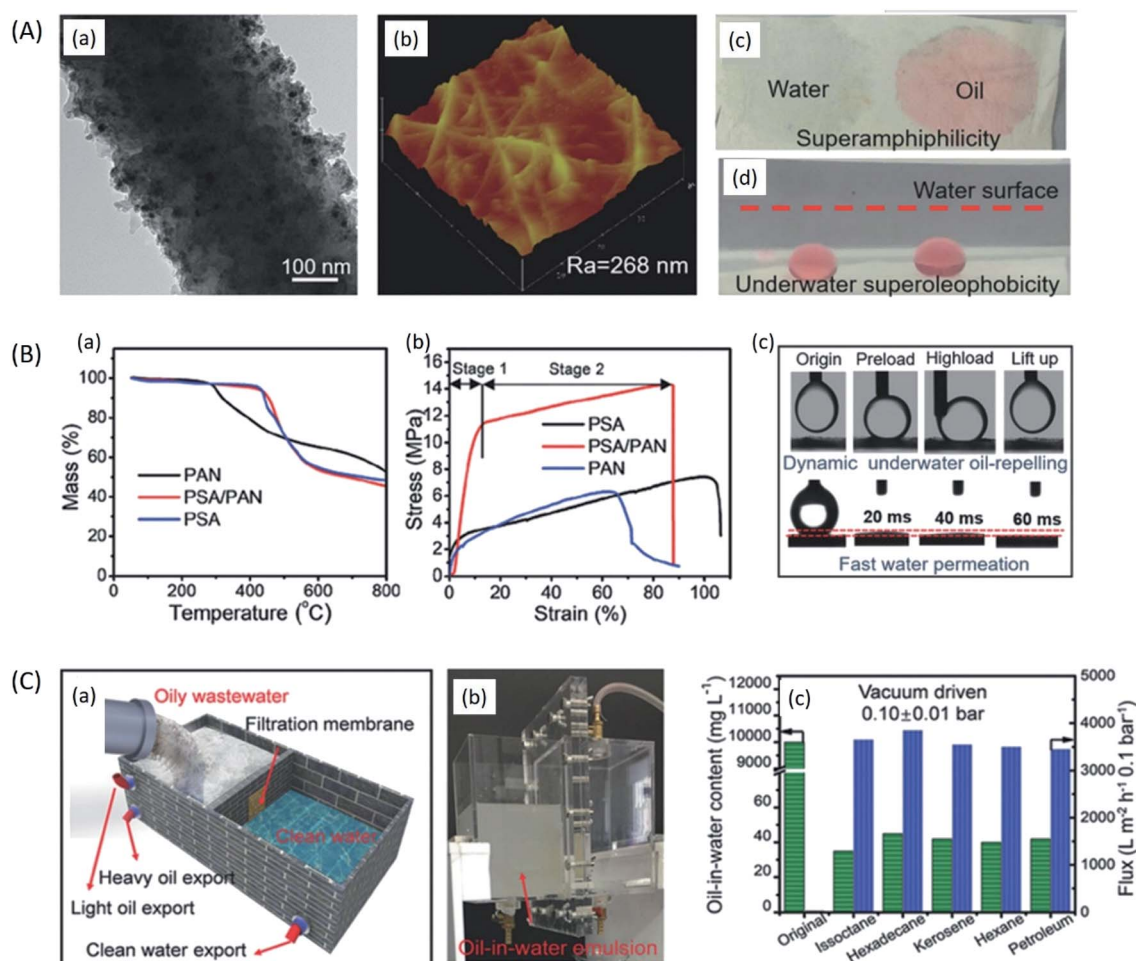 (A)
(a)
100 nm
(b)
Ra=268 nm
(c)
Water
Oil
Superamphiphilicity
(d)
Water surface
Underwater superoleophobicity
(B)
(a)
Mass (%)
100
80
60
40
20
0
PAN
PSA/PAN
PSA
0 200 400 600 800
Temperature (°C)
(b)
Stress (MPa)
16
14
12
10
8
6
4
2
0
Stage 1
Stage 2
PSA
PSA/PAN
PAN
0 20 40 60 80 100
Strain (%)
(c)
Origin Preload Highload Lift up
Dynamic underwater oil-repelling
20 ms 40 ms 60 ms
Fast water permeation
(C)
(a)
Oily wastewater
Filtration membrane
Clean water
Heavy oil export
Light oil export
Clean water export
(b)
Oil-in-water emulsion
(c)
Vacuum driven
0.10±0.01 bar
Oil-in-water content (mg L⁻¹)
12000
11000
10000
9000
80
60
40
20
0
Flux (L m⁻² h⁻¹ 0.1 bar⁻¹)
5000
4000
3000
2000
1000
0
Original
Issoctane
Hexadecane
Kerosene
Hexane
Petroleum